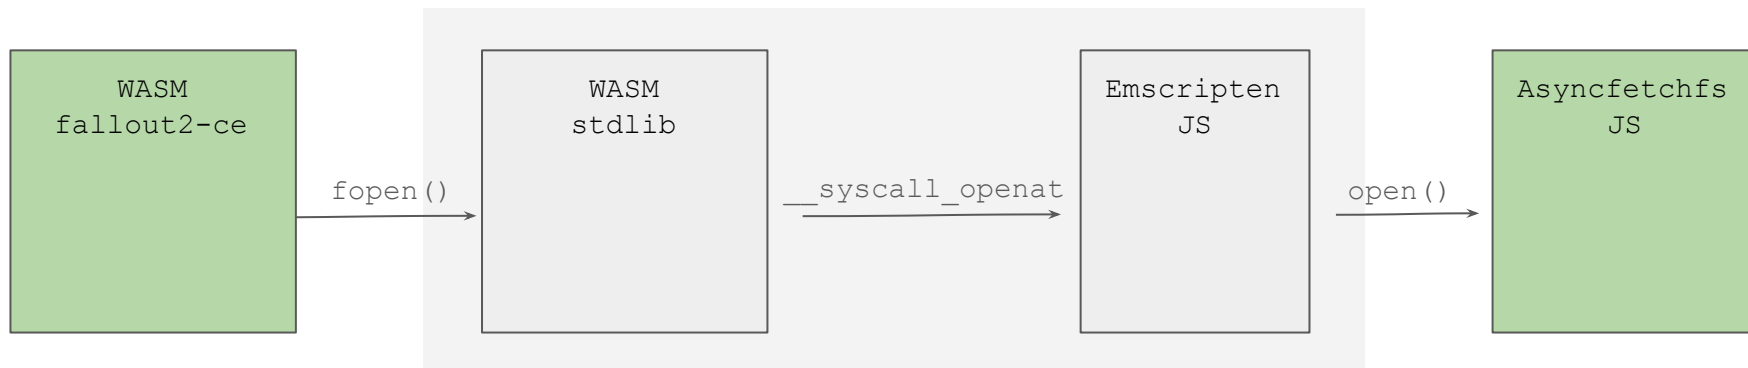 WASM
fallout2-ce
fopen()
WASM
stdlib
__syscall_openat
Emscripten
JS
open()
Asyncfetchfs
JS